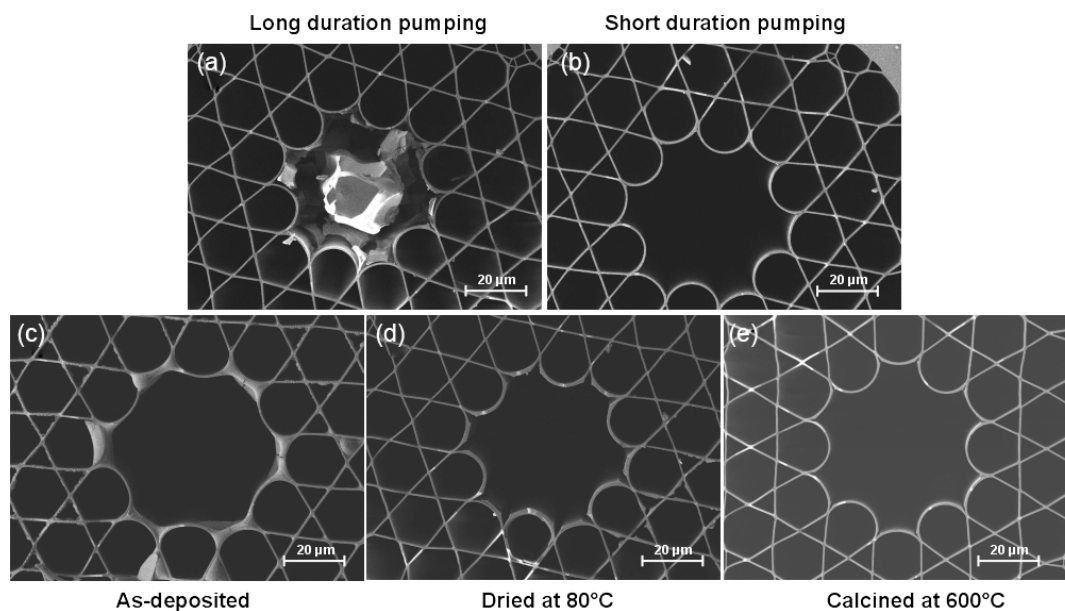 Long duration pumping
Short duration pumping
(a)
(b)
20 µm
20 µm
(c)
(d)
(e)
20 µm
20 µm
20 µm
As-deposited
Dried at 80°C
Calcined at 600°C